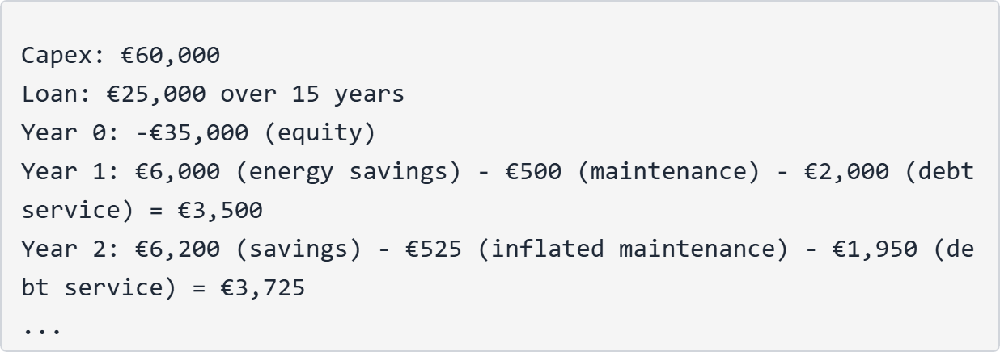 Capex: €60,000
Loan: €25,000 over 15 years
Year 0: -€35,000 (equity)
Year 1: €6,000 (energy savings) - €500 (maintenance) - €2,000 (debt
service) = €3,500
Year 2: €6,200 (savings) - €525 (inflated maintenance) - €1,950 (de
bt service) = €3,725
...